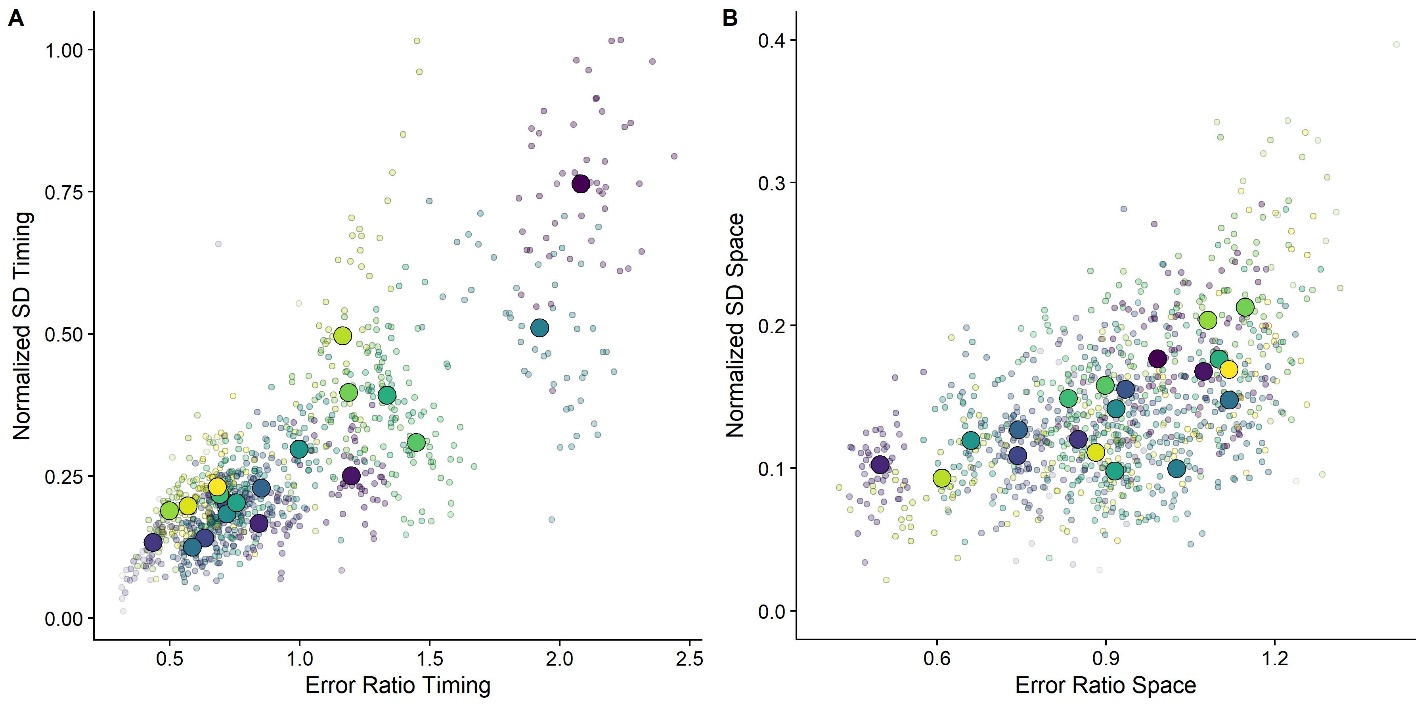 A
1.00
0.75
0.50
0.25
0.00
Normalized SD Timing
0.5 1.0 1.5 2.0 2.5
Error Ratio Timing
B
0.4
0.3
0.2
0.1
0.0
Normalized SD Space
0.6 0.9 1.2
Error Ratio Space